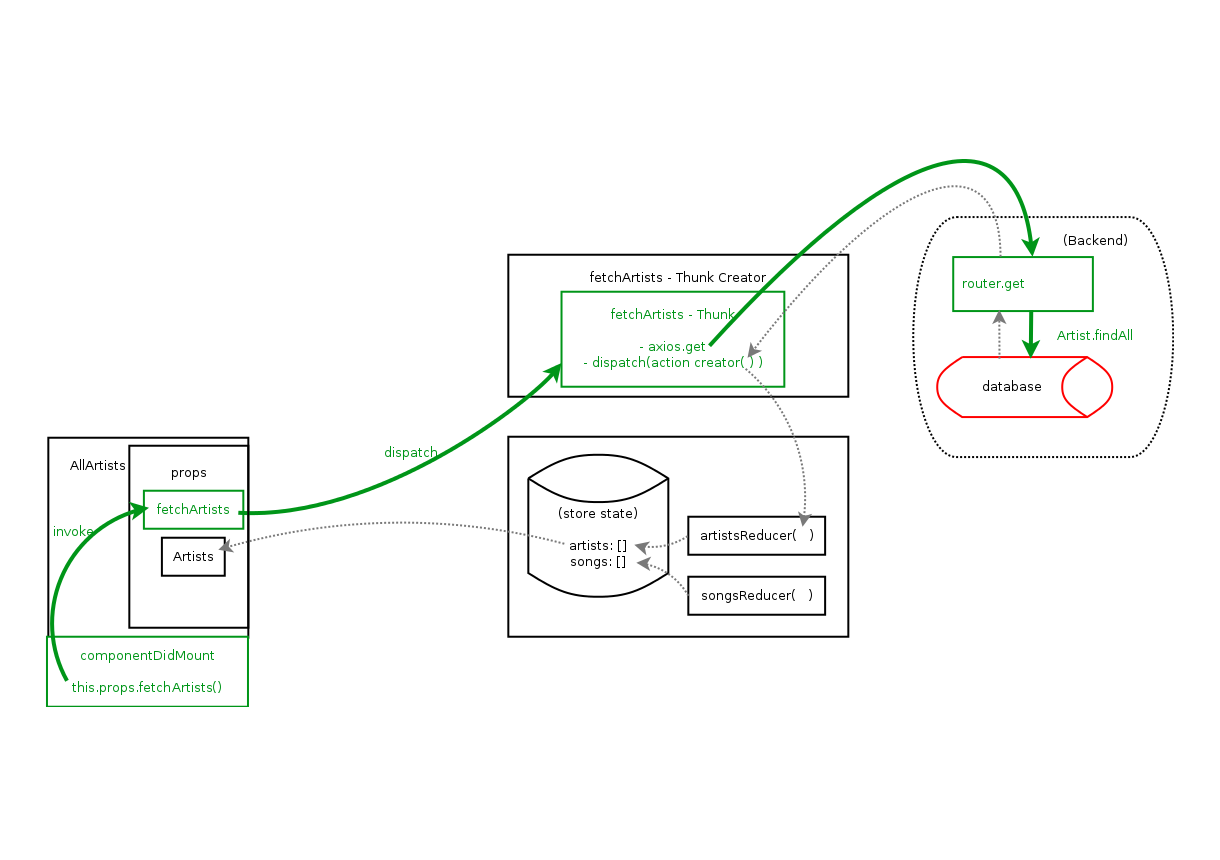 (Backend)
router.get
Artist.findAll
database
fetchArtists - Thunk Creator
fetchArtists - Thunk
- axios.get
- dispatch(action creator( ) )
dispatch
(store state)
artists: []
songs: []
artistsReducer( )
songsReducer( )
AllArtists
props
fetchArtists
invoke
Artists
componentDidMount
this.props.fetchArtists()